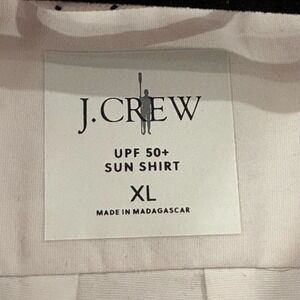 J.CREW
UPF 50+
SUN SHIRT
XL
MADE IN MADAGASCAR